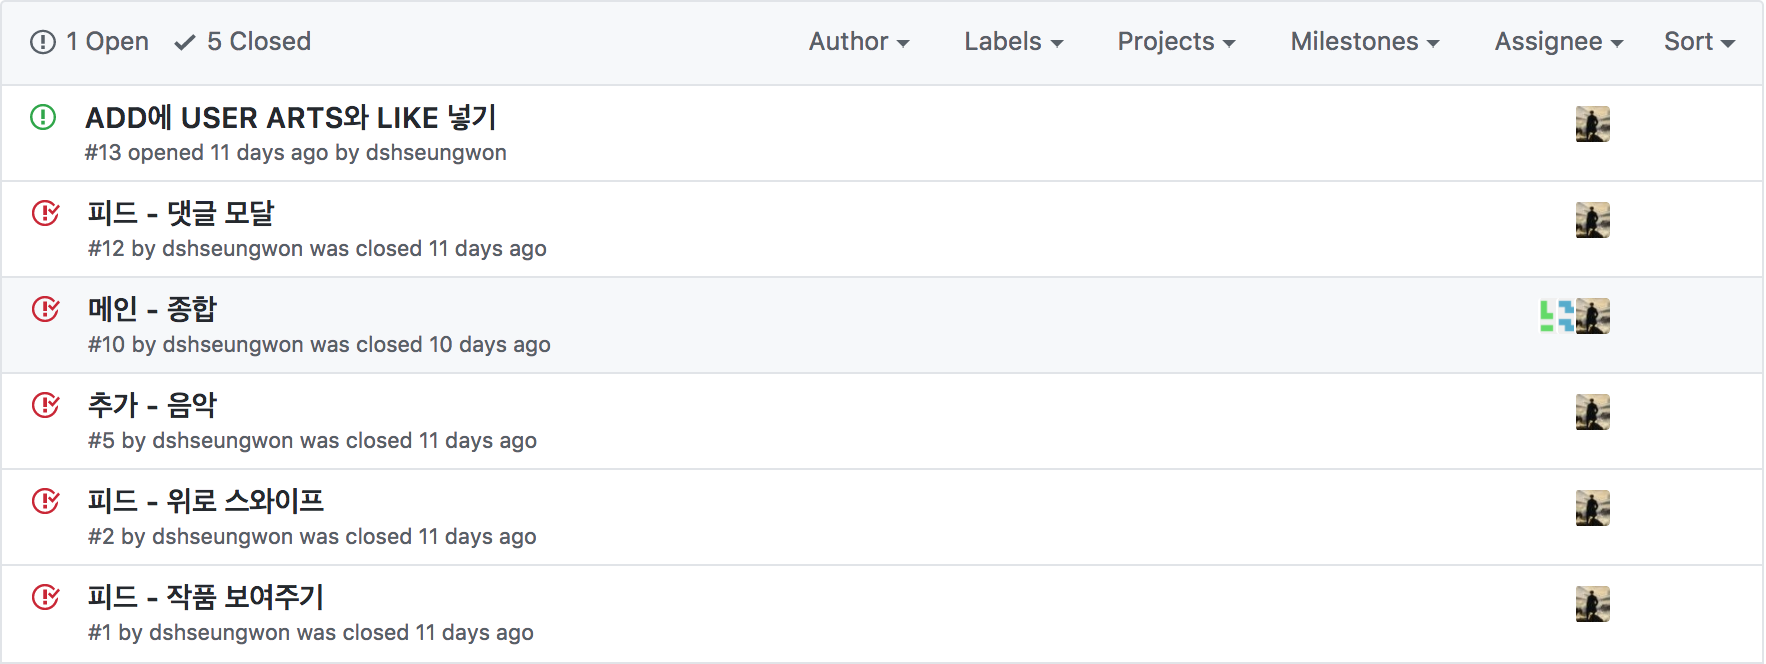 1 Open 5 Closed Author Labels Projects Milestones Assignee Sort
ADD에 USER ARTS와 LIKE 넣기
#13 opened 11 days ago by dshseungwon
피드 - 댓글 모달
#12 by dshseungwon was closed 11 days ago
메인 - 종합
#10 by dshseungwon was closed 10 days ago
추가 - 음악
#5 by dshseungwon was closed 11 days ago
피드 - 위로 스와이프
#2 by dshseungwon was closed 11 days ago
피드 - 작품 보여주기
#1 by dshseungwon was closed 11 days ago